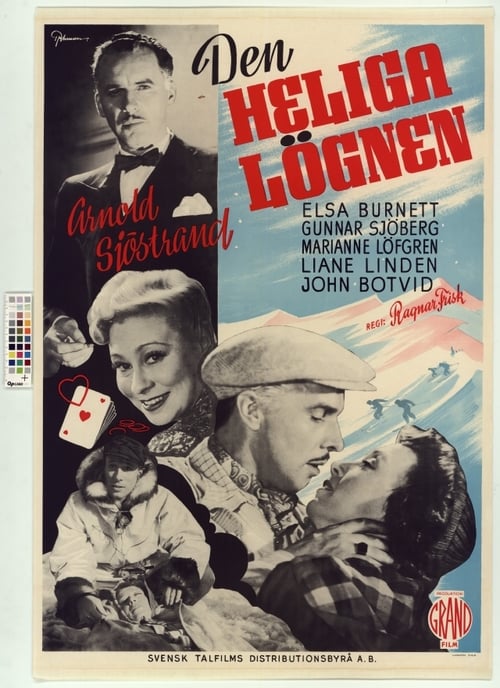 Den
HELIGA
LÖGNEN
Arnold
Sjöstrand
ELSA BURNETT
GUNNAR SJÖBERG
MARIANNE LÖFGREN
LIANE LINDEN
JOHN BOTVID
REGI: Ragnar Frisk
PRODUKTION
GRAND
FILM
SVENSK TALFILMS DISTRIBUTIONSBYRÅ A.B.